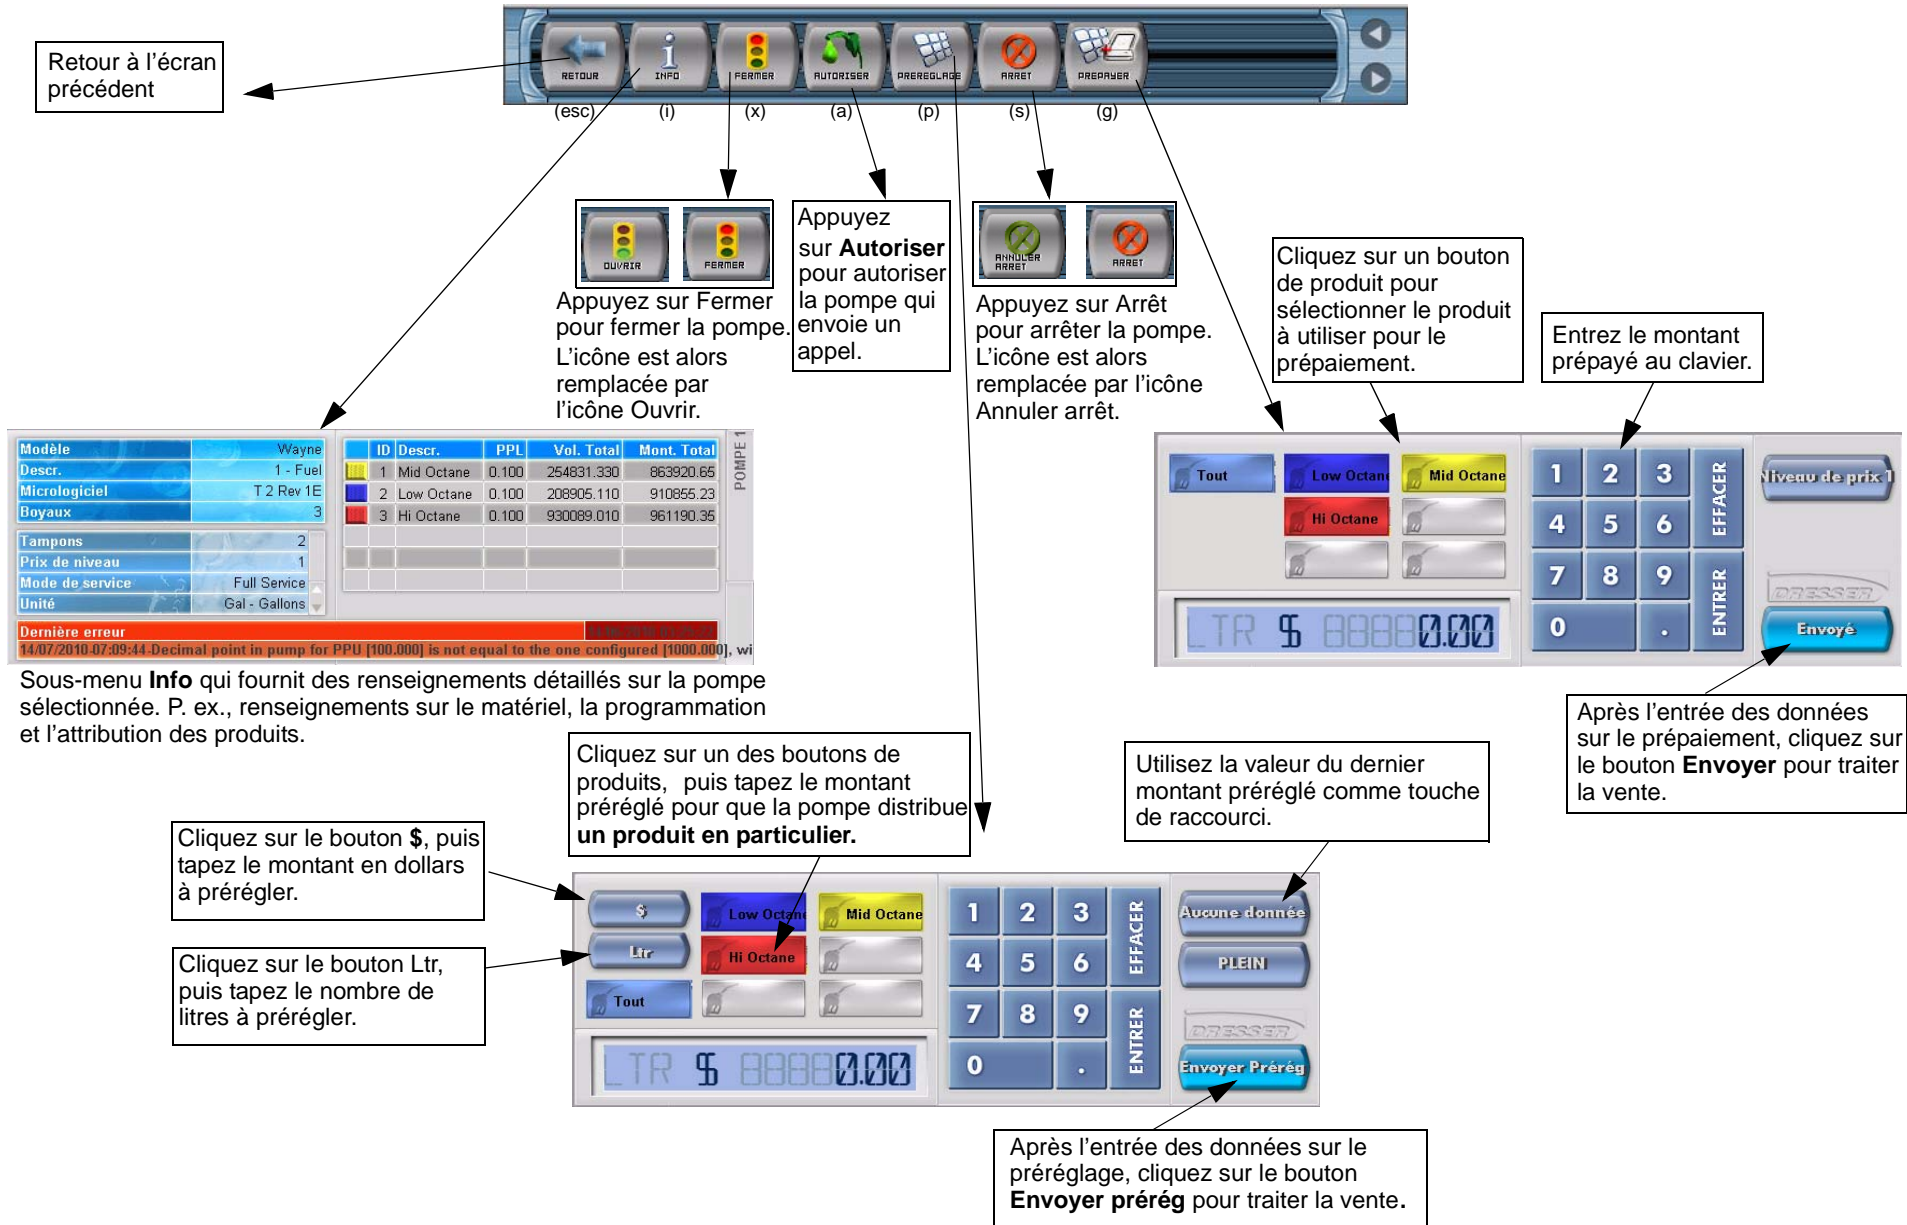 Retour à l’écran
précédent
RETOUR
INFO
FERMER
AUTORISER
PREREGLAGE
ARRET
PREPAYER
(esc)
(i)
(x)
(a)
(p)
(s)
(g)
OUVRIR
FERMER
Appuyez sur Fermer
pour fermer la pompe.
L’icône est alors
remplacée par
l’icône Ouvrir.
Appuyez
sur Autoriser
pour autoriser
la pompe qui
envoie un
appel.
ANNULER
ARRET
ARRET
Appuyez sur Arrêt
pour arrêter la pompe.
L’icône est alors
remplacée par l’icône
Annuler arrêt.
Cliquez sur un bouton
de produit pour
sélectionner le produit
à utiliser pour le
prépaiement.
Entrez le montant
prépayé au clavier.
Modèle Wayne
Descr. 1 - Fuel
Micrologiciel T 2 Rev 1E
Boyaux 3
Tampons 2
Prix de niveau 1
Mode de service Full Service
Unité Gal - Gallons
ID Descr. PPL Vol. Total Mont. Total
1 Mid Octane 0.100 254831.330 863920.65
2 Low Octane 0.100 208905.110 910855.23
3 Hi Octane 0.100 930089.010 961190.35
POMPE 1
Dernière erreur
14/07/2010-07:09:44-Decimal point in pump for PPU [100.000] is not equal to the one configured [1000.000], wi
Sous-menu Info qui fournit des renseignements détaillés sur la pompe
sélectionnée. P. ex., renseignements sur le matériel, la programmation
et l'attribution des produits.
Tout
Low Octane
Mid Octane
Hi Octane
LTR $ 0.00
1 2 3
4 5 6
7 8 9
0 .
EFFACER
ENTRER
Niveau de prix 1
DRESSER
Envoyé
Après l’entrée des données
sur le prépaiement, cliquez sur
le bouton Envoyer pour traiter
la vente.
Cliquez sur un des boutons de
produits, puis tapez le montant
préréglé pour que la pompe distribue
un produit en particulier.
Utilisez la valeur du dernier
montant préréglé comme touche
de raccourci.
Cliquez sur le bouton $, puis
tapez le montant en dollars
à prérégler.
Cliquez sur le bouton Ltr,
puis tapez le nombre de
litres à prérégler.
$
Ltr
Tout
Low Octane
Mid Octane
Hi Octane
LTR $ 0.00
1 2 3
4 5 6
7 8 9
0 .
EFFACER
ENTRER
Aucune donnée
PLEIN
DRESSER
Envoyer Prérég
Après l’entrée des données sur le
préréglage, cliquez sur le bouton
Envoyer prérég pour traiter la vente.